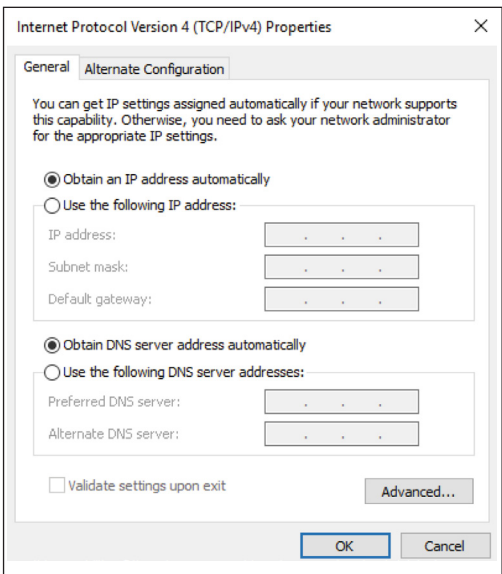 Internet Protocol Version 4 (TCP/IPv4) Properties
General
Alternate Configuration
You can get IP settings assigned automatically if your network supports
this capability. Otherwise, you need to ask your network administrator
for the appropriate IP settings.
Obtain an IP address automatically
Use the following IP address:
IP address:
Subnet mask:
Default gateway:
Obtain DNS server address automatically
Use the following DNS server addresses:
Preferred DNS server:
Alternate DNS server:
Validate settings upon exit
Advanced...
OK
Cancel